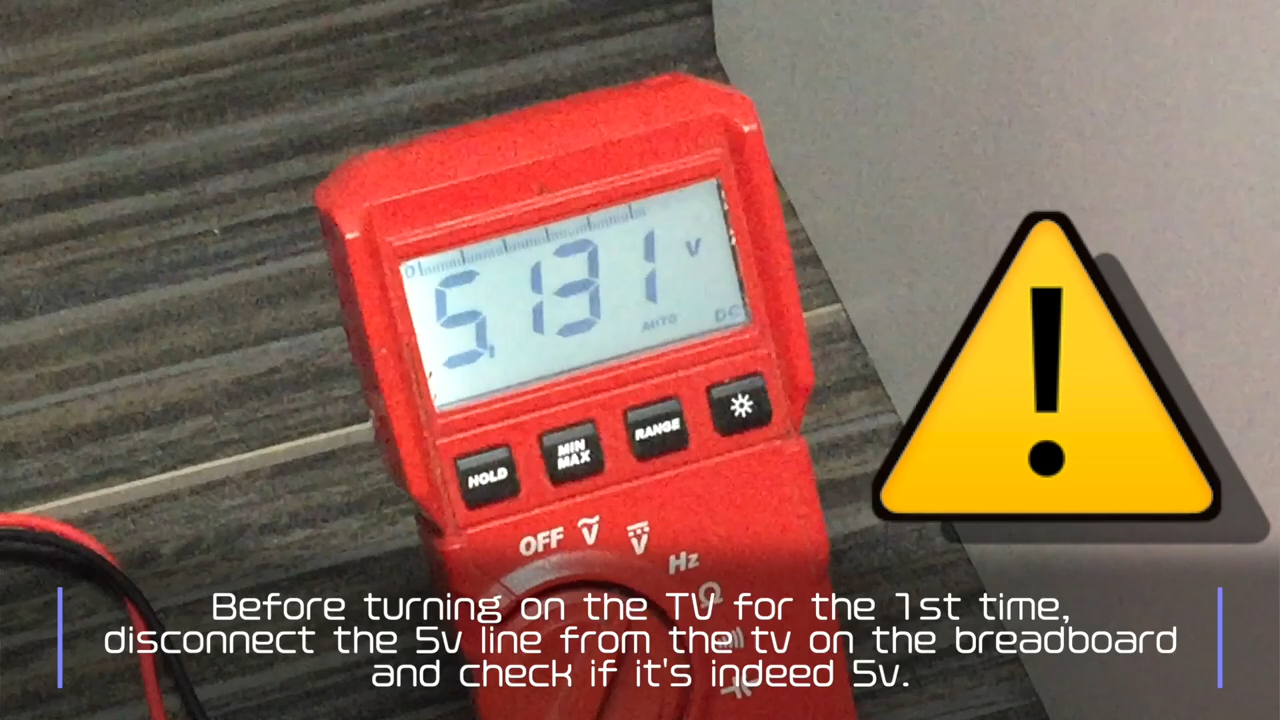 0
5.131 V
AUTO DC
HOLD MIN MAX RANGE
OFF V V Hz Ω
Before turning on the TV for the 1st time,
disconnect the 5v line from the tv on the breadboard
and check if it's indeed 5v.